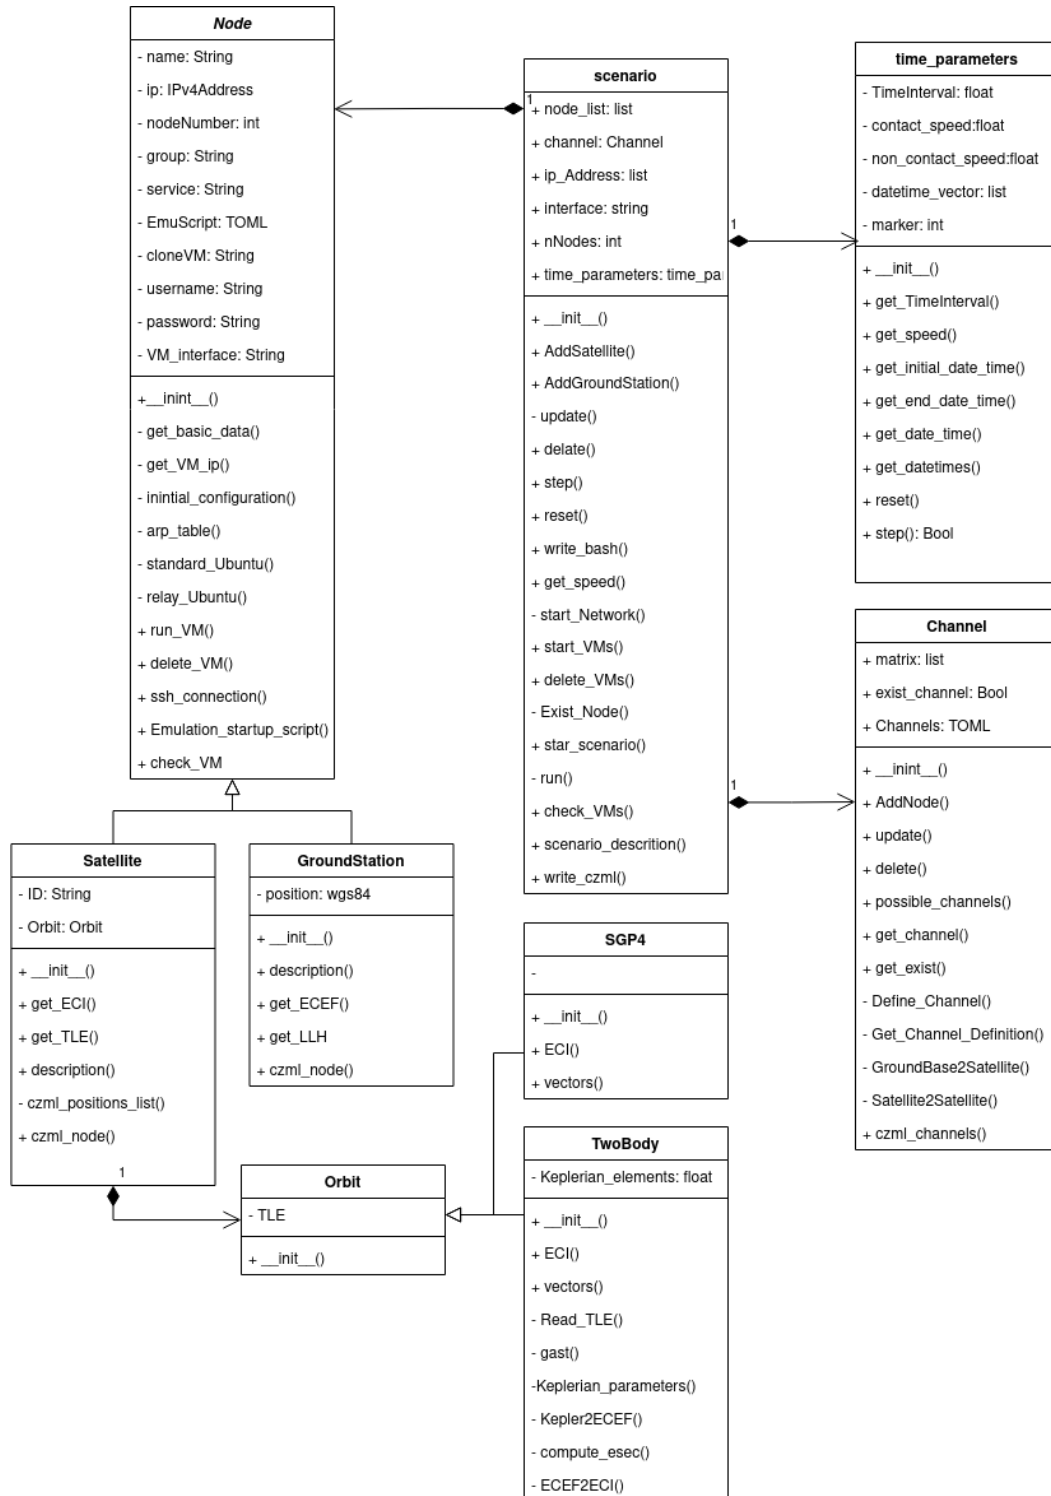 Node
- name: String
- ip: IPv4Address
- nodeNumber: int
- group: String
- service: String
- EmuScript: TOML
- cloneVM: String
- username: String
- password: String
- VM_interface: String
+__inint__()
- get_basic_data()
- get_VM_ip()
- inintial_configuration()
- arp_table()
- standard_Ubuntu()
- relay_Ubuntu()
+ run_VM()
+ delete_VM()
+ ssh_connection()
+ Emulation_startup_script()
+ check_VM
scenario
1
+ node_list: list
+ channel: Channel
+ ip_Address: list
+ interface: string
+ nNodes: int
+ time_parameters: time_pa
+ __init__()
+ AddSatellite()
+ AddGroundStation()
- update()
+ delate()
+ step()
+ reset()
+ write_bash()
+ get_speed()
- start_Network()
+ start_VMs()
+ delete_VMs()
- Exist_Node()
+ star_scenario()
- run()
+ check_VMs()
+ scenario_descrition()
+ write_czml()
1
1
time_parameters
- TimeInterval: float
- contact_speed:float
- non_contact_speed:float
- datetime_vector: list
- marker: int
+ __init__()
+ get_TimeInterval()
+ get_speed()
+ get_initial_date_time()
+ get_end_date_time()
+ get_date_time()
+ get_datetimes()
+ reset()
+ step(): Bool
Channel
+ matrix: list
+ exist_channel: Bool
+ Channels: TOML
+ __inint__()
+ AddNode()
+ update()
+ delete()
+ possible_channels()
+ get_channel()
+ get_exist()
- Define_Channel()
- Get_Channel_Definition()
- GroundBase2Satellite()
- Satellite2Satellite()
+ czml_channels()
Satellite
- ID: String
- Orbit: Orbit
+ __init__()
+ get_ECI()
+ get_TLE()
+ description()
- czml_positions_list()
+ czml_node()
1
GroundStation
- position: wgs84
+ __init__()
+ description()
+ get_ECEF()
+ get_LLH
+ czml_node()
SGP4
-
+ __init__()
+ ECI()
+ vectors()
Orbit
- TLE
+ __init__()
TwoBody
- Keplerian_elements: float
+ __init__()
+ ECI()
+ vectors()
- Read_TLE()
- gast()
-Keplerian_parameters()
- Kepler2ECEF()
- compute_esec()
- ECEF2ECI()